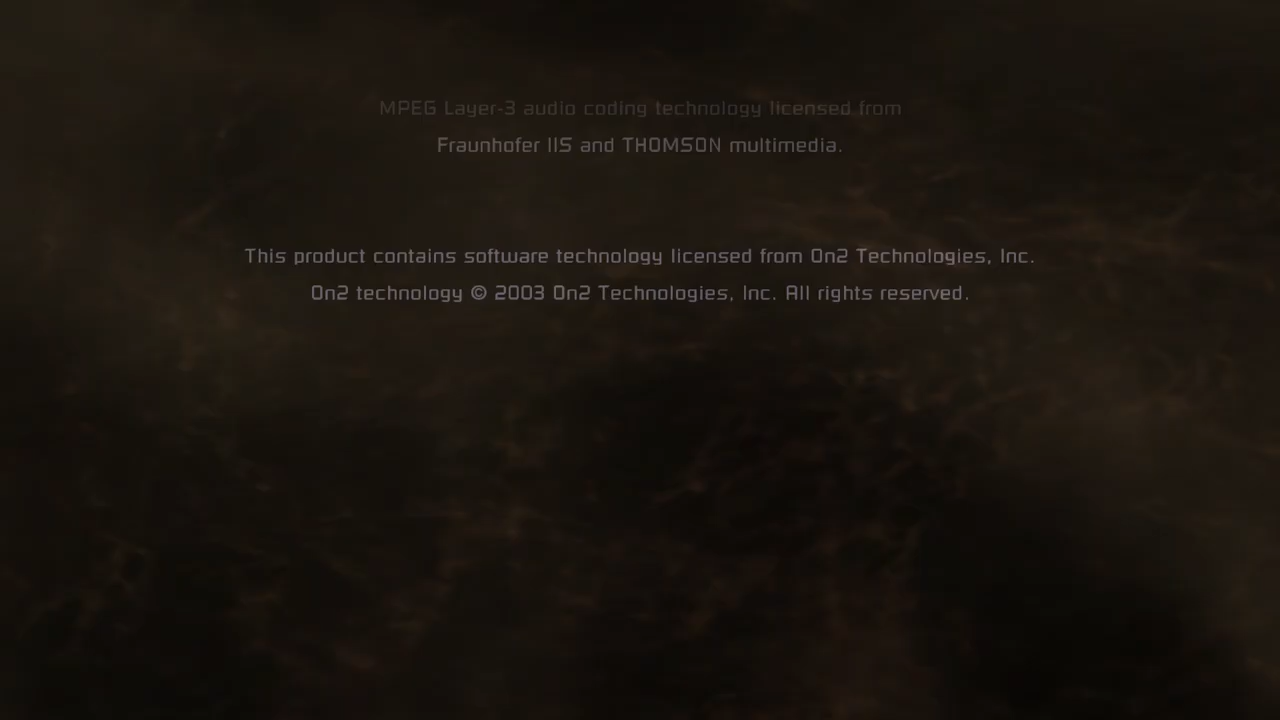 MPEG Layer-3 audio coding technology licensed from
Fraunhofer IIS and THOMSON multimedia.
This product contains software technology licensed from On2 Technologies, Inc.
On2 technology © 2003 On2 Technologies, Inc. All rights reserved.